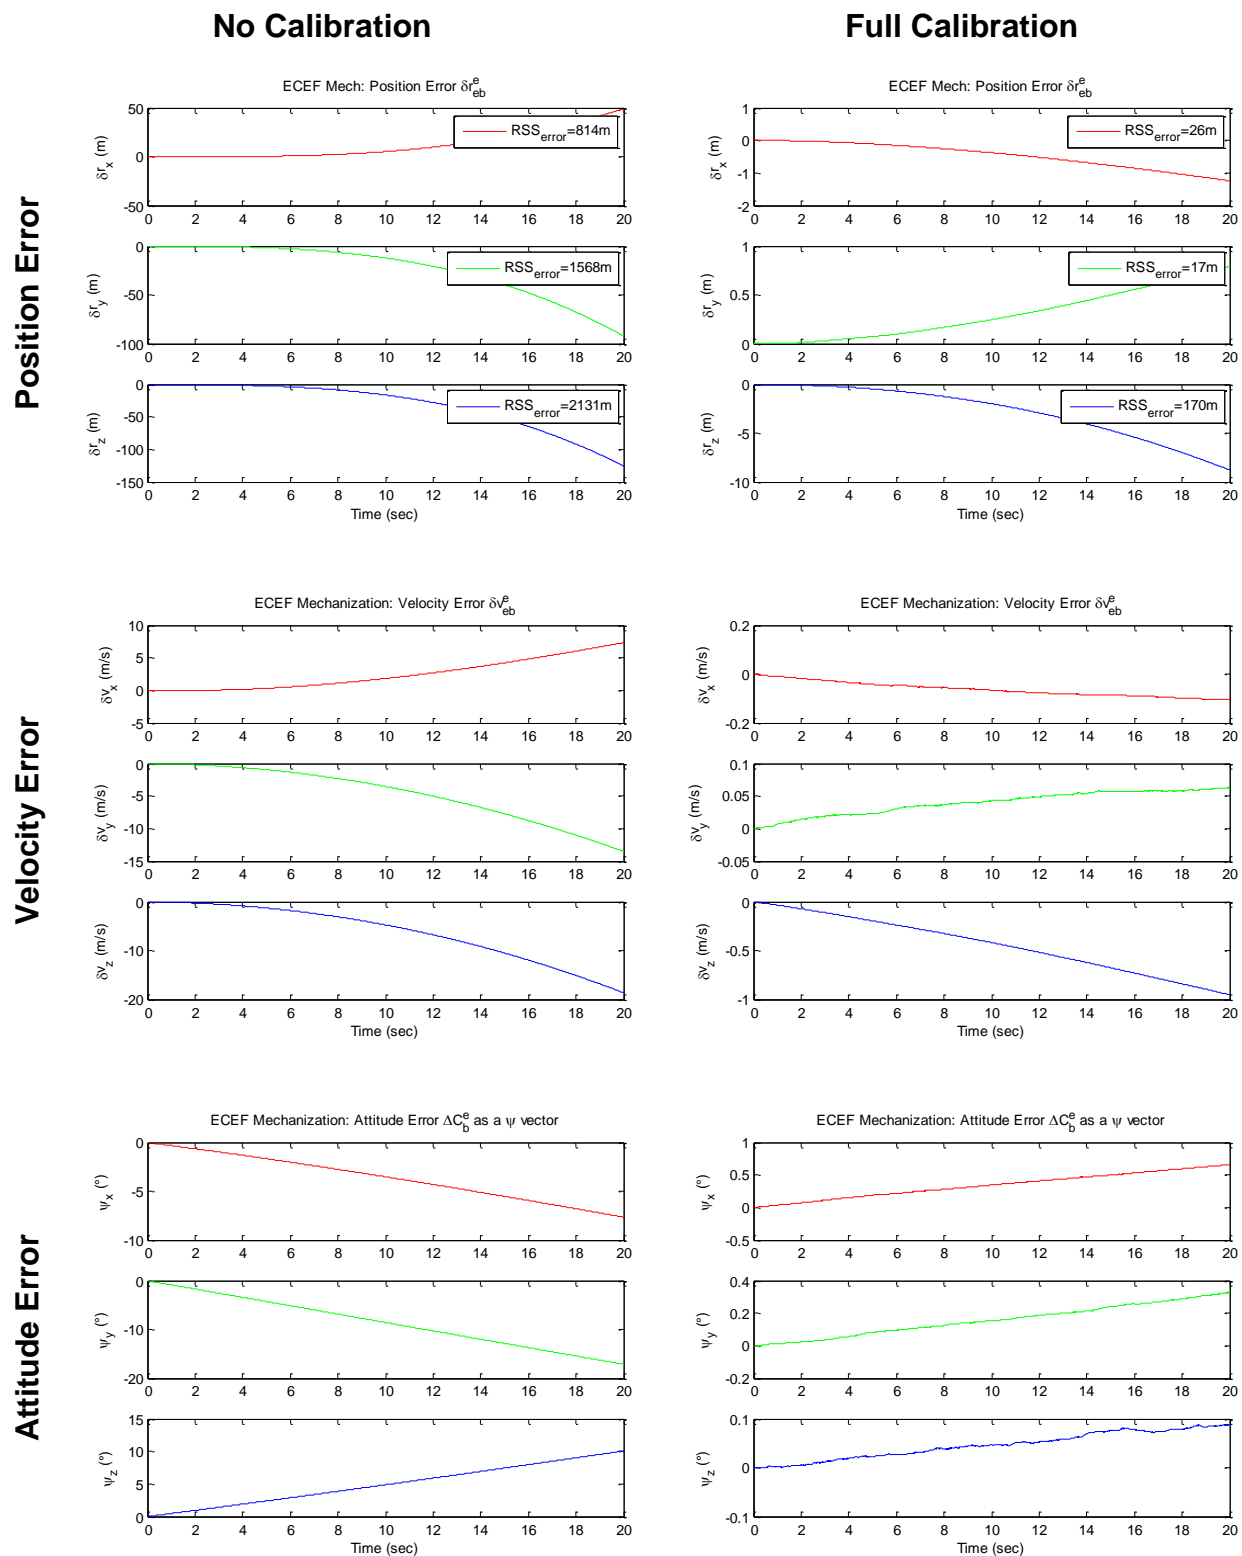 No Calibration
Full Calibration
Position Error
ECEF Mech: Position Error δr^e_eb
50
0
-50
δr_x (m)
RSS_error=814m
0 2 4 6 8 10 12 14 16 18 20
0
-50
-100
δr_y (m)
RSS_error=1568m
0 2 4 6 8 10 12 14 16 18 20
0
-50
-100
-150
δr_z (m)
RSS_error=2131m
0 2 4 6 8 10 12 14 16 18 20
Time (sec)
ECEF Mech: Position Error δr^e_eb
1
0
-1
-2
δr_x (m)
RSS_error=26m
0 2 4 6 8 10 12 14 16 18 20
1
0.5
0
δr_y (m)
RSS_error=17m
0 2 4 6 8 10 12 14 16 18 20
0
-5
-10
δr_z (m)
RSS_error=170m
0 2 4 6 8 10 12 14 16 18 20
Time (sec)
Velocity Error
ECEF Mechanization: Velocity Error δv^e_eb
10
5
0
-5
δv_x (m/s)
0 2 4 6 8 10 12 14 16 18 20
0
-5
-10
-15
δv_y (m/s)
0 2 4 6 8 10 12 14 16 18 20
0
-10
-20
δv_z (m/s)
0 2 4 6 8 10 12 14 16 18 20
Time (sec)
ECEF Mechanization: Velocity Error δv^e_eb
0.2
0
-0.2
δv_x (m/s)
0 2 4 6 8 10 12 14 16 18 20
0.1
0.05
0
-0.05
δv_y (m/s)
0 2 4 6 8 10 12 14 16 18 20
0
-0.5
-1
δv_z (m/s)
0 2 4 6 8 10 12 14 16 18 20
Time (sec)
Attitude Error
ECEF Mechanization: Attitude Error ΔC^e_b as a ψ vector
0
-5
-10
ψ_x (°)
0 2 4 6 8 10 12 14 16 18 20
0
-10
-20
ψ_y (°)
0 2 4 6 8 10 12 14 16 18 20
15
10
5
0
ψ_z (°)
0 2 4 6 8 10 12 14 16 18 20
Time (sec)
ECEF Mechanization: Attitude Error ΔC^e_b as a ψ vector
1
0.5
0
-0.5
ψ_x (°)
0 2 4 6 8 10 12 14 16 18 20
0.4
0.2
0
-0.2
ψ_y (°)
0 2 4 6 8 10 12 14 16 18 20
0.1
0
-0.1
ψ_z (°)
0 2 4 6 8 10 12 14 16 18 20
Time (sec)